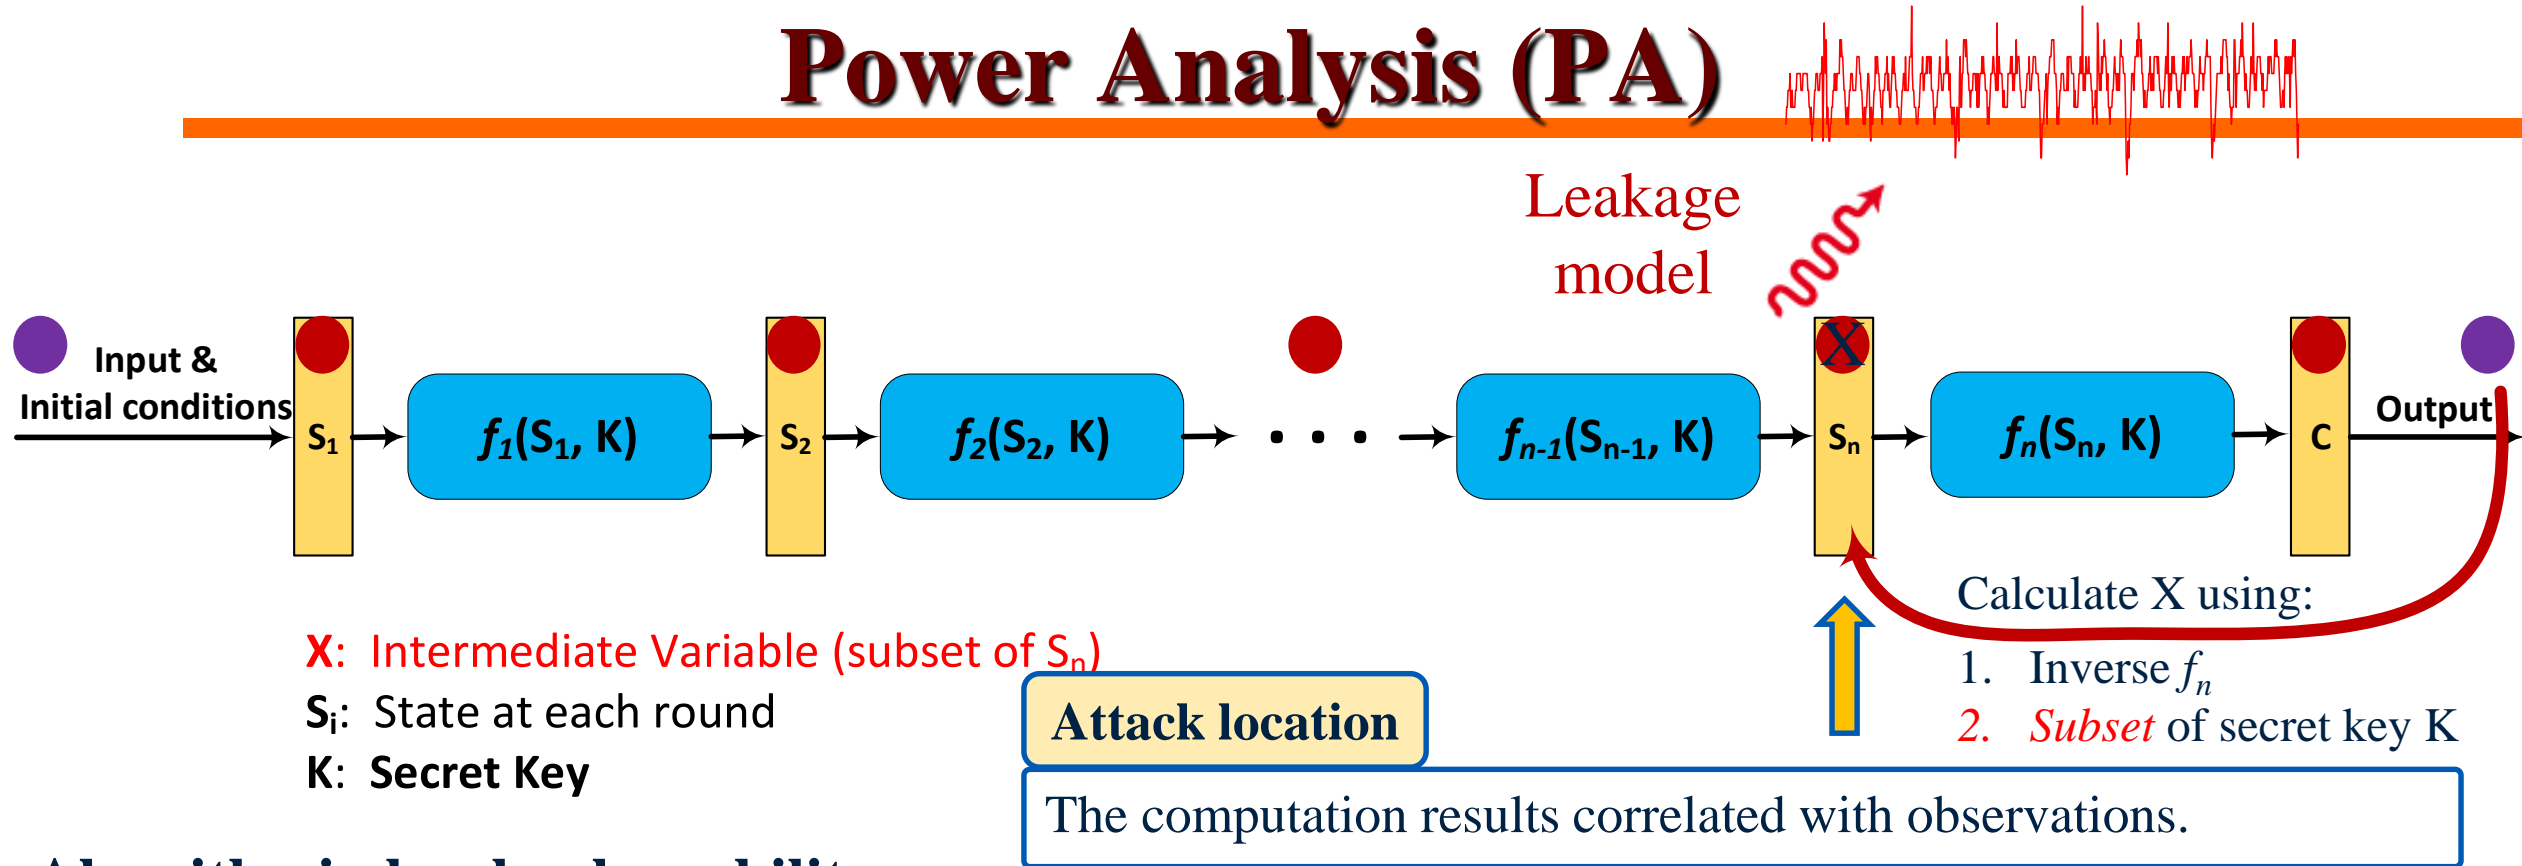 Power Analysis (PA)
Leakage
model
Input &
Initial conditions
S₁
f₁(S₁, K)
S₂
f₂(S₂, K)
. . .
fₙ₋₁(Sₙ₋₁, K)
X
Sₙ
fₙ(Sₙ, K)
C
Output
Calculate X using:
1. Inverse fₙ
2. Subset of secret key K
X: Intermediate Variable (subset of Sₙ)
Sᵢ: State at each round
K: Secret Key
Attack location
The computation results correlated with observations.